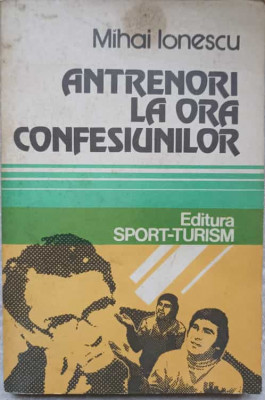 Mihai Ionescu
ANTRENORI
LA ORA
CONFESIUNILOR
Editura
SPORT-TURISM